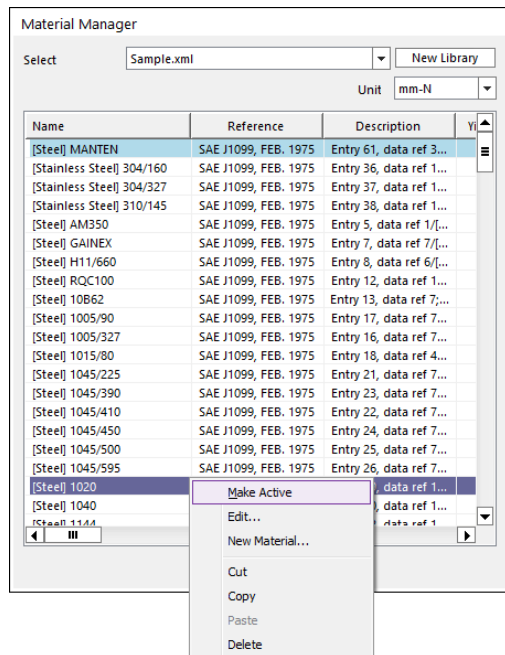 Material Manager
Select Sample.xml New Library
Unit mm-N
Name Reference Description
[Steel] MANTEN SAE J1099, FEB. 1975 Entry 61, data ref 3...
[Stainless Steel] 304/160 SAE J1099, FEB. 1975 Entry 36, data ref 1...
[Stainless Steel] 304/327 SAE J1099, FEB. 1975 Entry 37, data ref 1...
[Stainless Steel] 310/145 SAE J1099, FEB. 1975 Entry 38, data ref 1...
[Steel] AM350 SAE J1099, FEB. 1975 Entry 5, data ref 1/[...
[Steel] GAINEX SAE J1099, FEB. 1975 Entry 7, data ref 7/[...
[Steel] H11/660 SAE J1099, FEB. 1975 Entry 8, data ref 6/[...
[Steel] RQC100 SAE J1099, FEB. 1975 Entry 12, data ref 1...
[Steel] 10B62 SAE J1099, FEB. 1975 Entry 13, data ref 7;...
[Steel] 1005/90 SAE J1099, FEB. 1975 Entry 17, data ref 7...
[Steel] 1005/327 SAE J1099, FEB. 1975 Entry 16, data ref 7...
[Steel] 1015/80 SAE J1099, FEB. 1975 Entry 18, data ref 4...
[Steel] 1045/225 SAE J1099, FEB. 1975 Entry 21, data ref 7...
[Steel] 1045/390 SAE J1099, FEB. 1975 Entry 23, data ref 7...
[Steel] 1045/410 SAE J1099, FEB. 1975 Entry 22, data ref 7...
[Steel] 1045/450 SAE J1099, FEB. 1975 Entry 24, data ref 7...
[Steel] 1045/500 SAE J1099, FEB. 1975 Entry 25, data ref 7...
[Steel] 1045/595 SAE J1099, FEB. 1975 Entry 26, data ref 7...
[Steel] 1020 , data ref 1...
[Steel] 1040 , data ref 1...
[Steel] 1144 data ref 1
Make Active
Edit...
New Material...
Cut
Copy
Paste
Delete